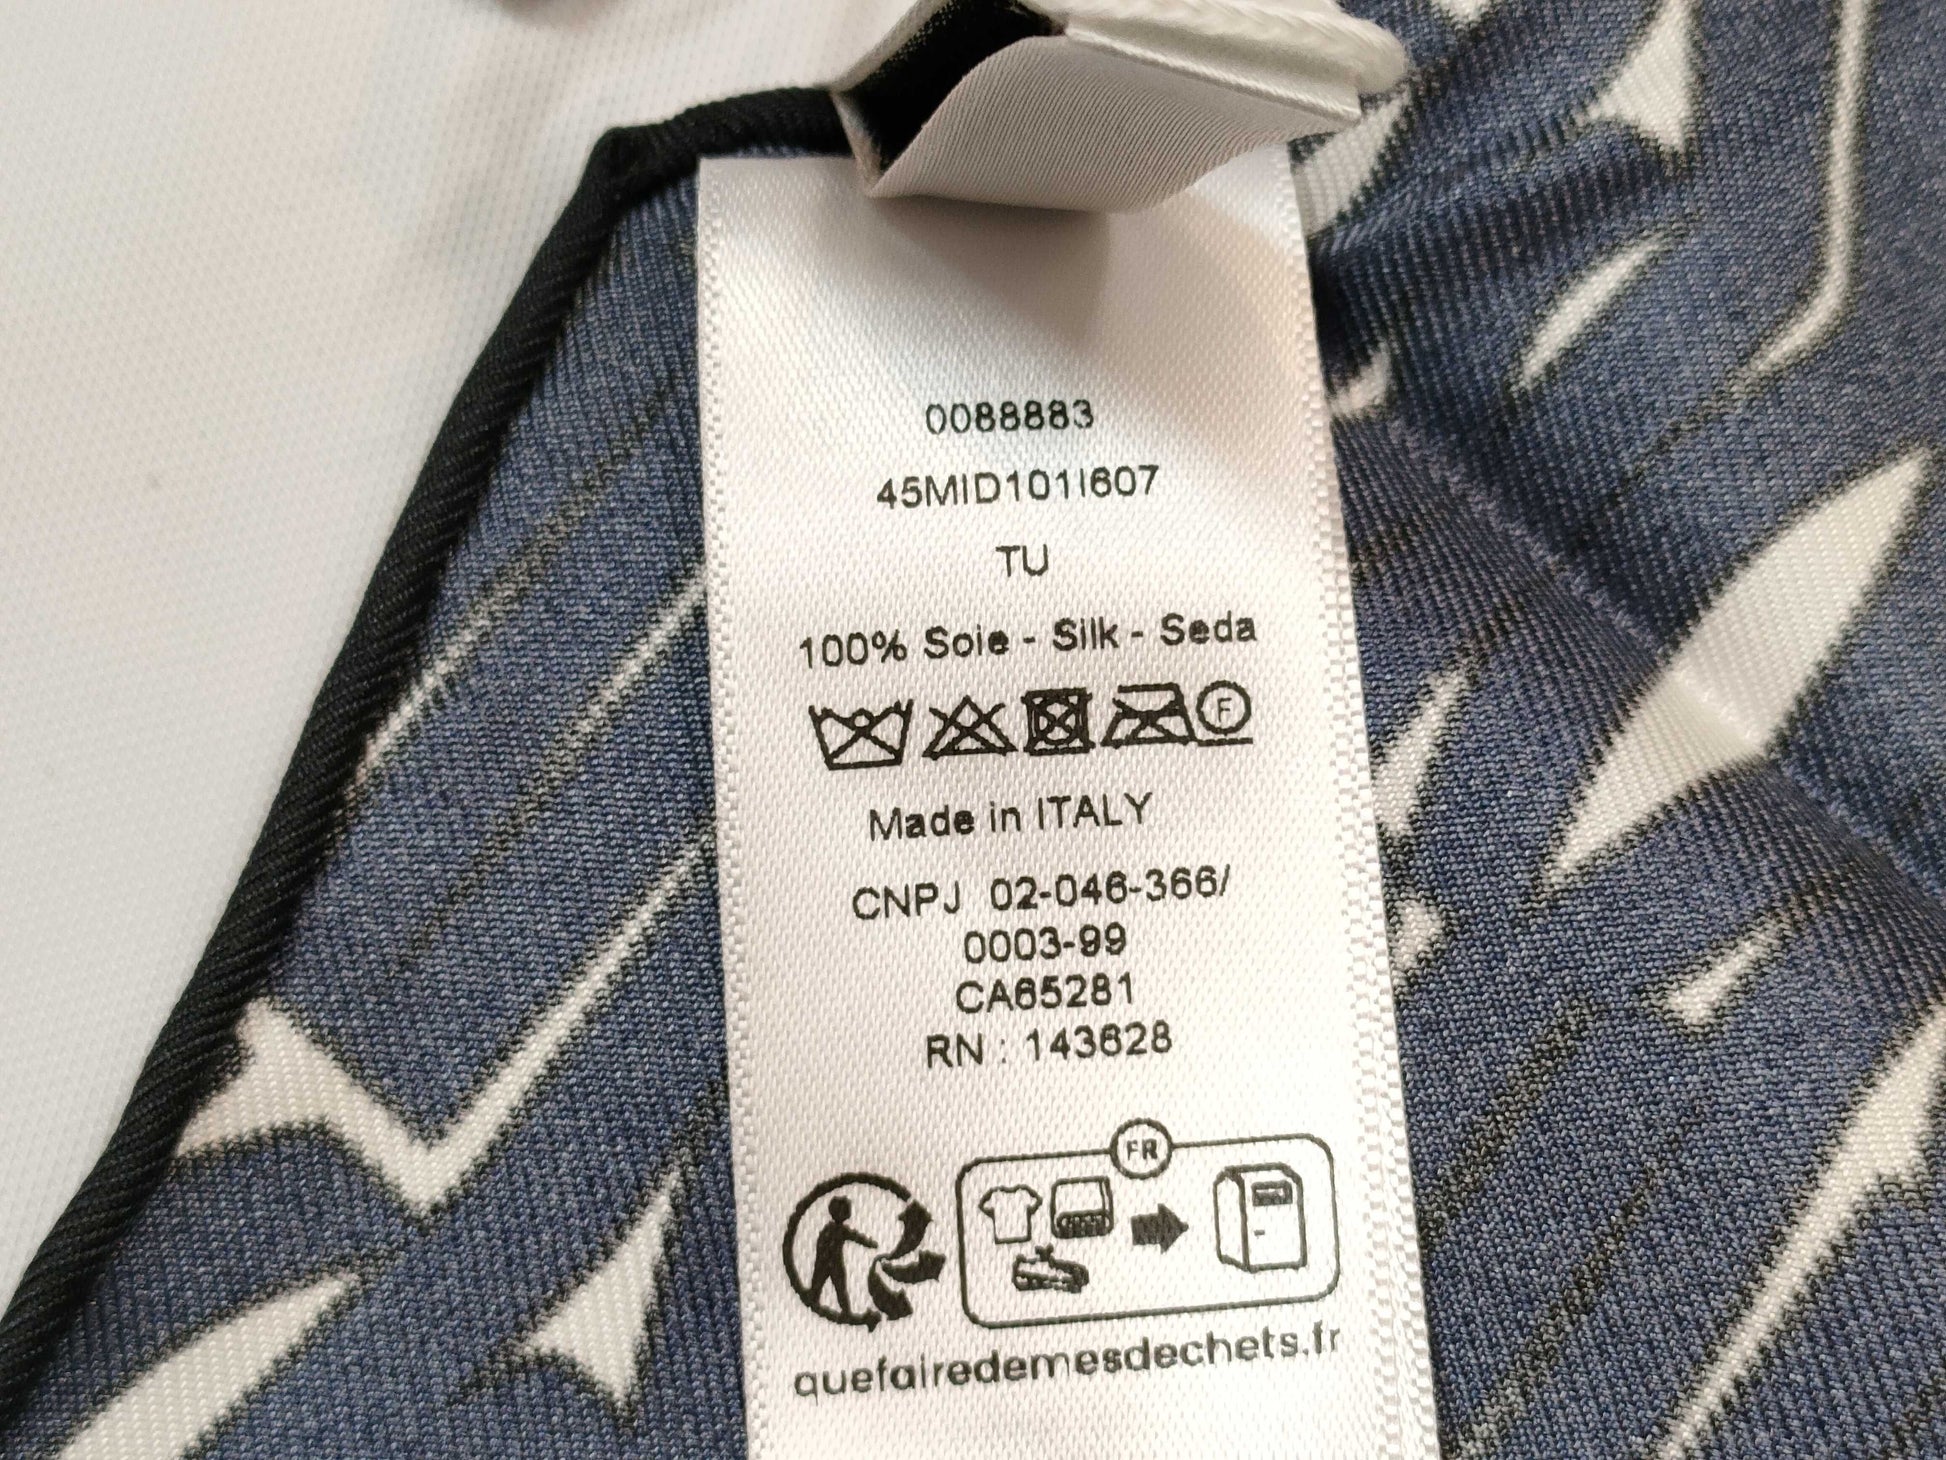 0088883
45MID101I607
TU
100% Soie - Silk - Seda
F
Made in ITALY
CNPJ 02-046-366/
0003-99
CA65281
RN : 143628
FR
quefairedemesdechets.fr